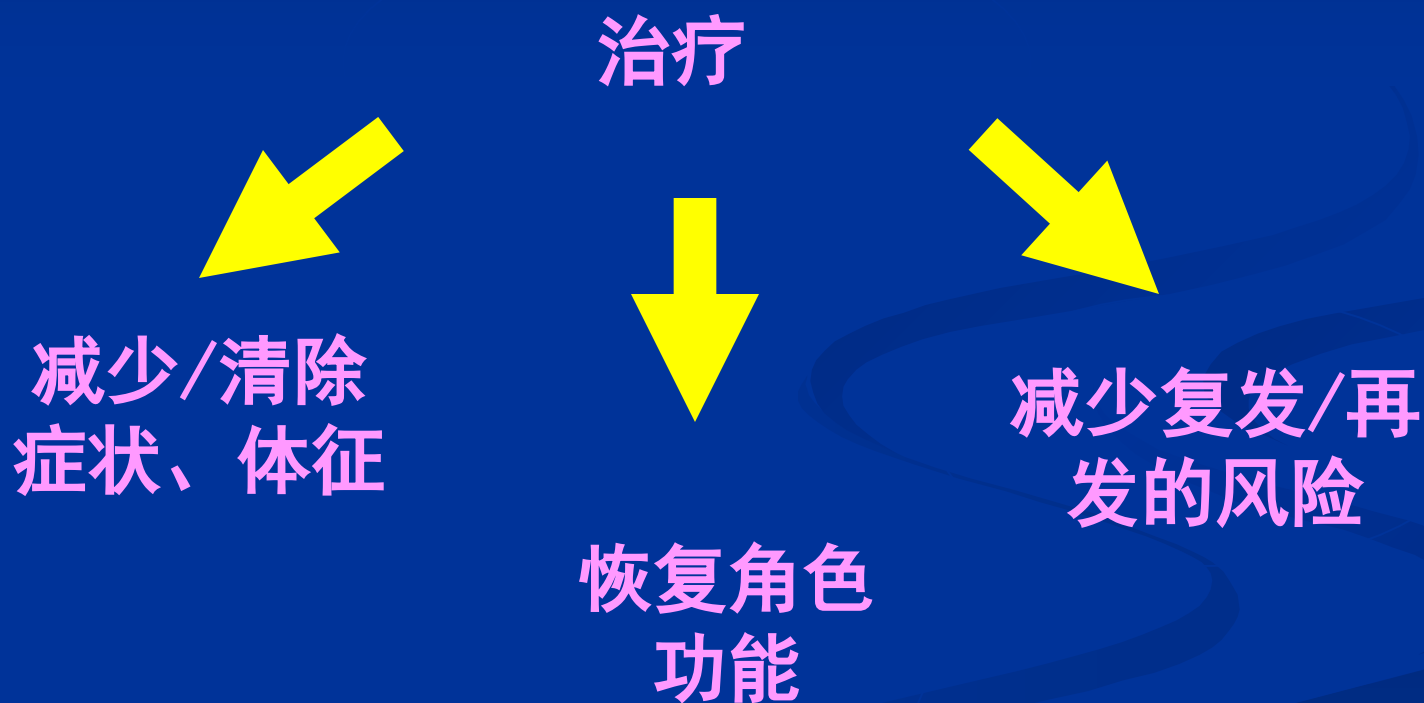 治疗
减少/清除
症状、体征
恢复角色
功能
减少复发/再
发的风险